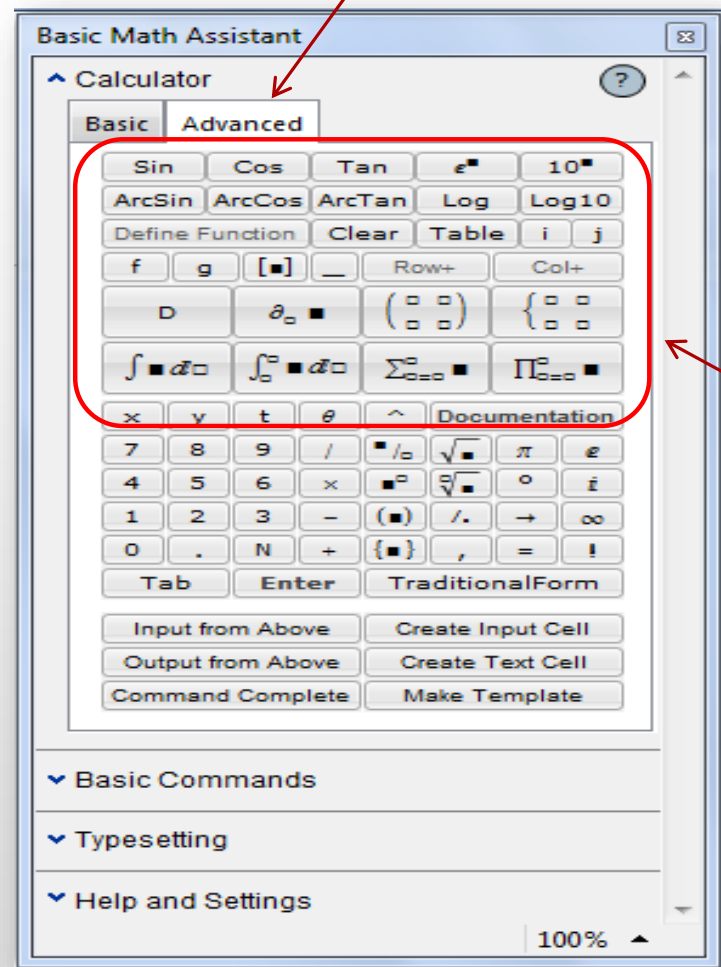 Basic Math Assistant
Calculator ?
Basic Advanced
Sin Cos Tan ℯ^■ 10^■
ArcSin ArcCos ArcTan Log Log10
Define Function Clear Table i j
f g [■] _ Row+ Col+
D ∂□ ■ (□ □ □ □) {□ □ □ □
∫■ⅆ□ ∫□□■ⅆ□ Σ□□=□ ■ Π□□=□ ■
x y t θ ^ Documentation
7 8 9 / ■/□ √■ π ℯ
4 5 6 × ■□ □√■ ° ⅈ
1 2 3 − (■) /. → ∞
0 . N + {■} , = !
Tab Enter TraditionalForm
Input from Above Create Input Cell
Output from Above Create Text Cell
Command Complete Make Template
Basic Commands
Typesetting
Help and Settings
100%